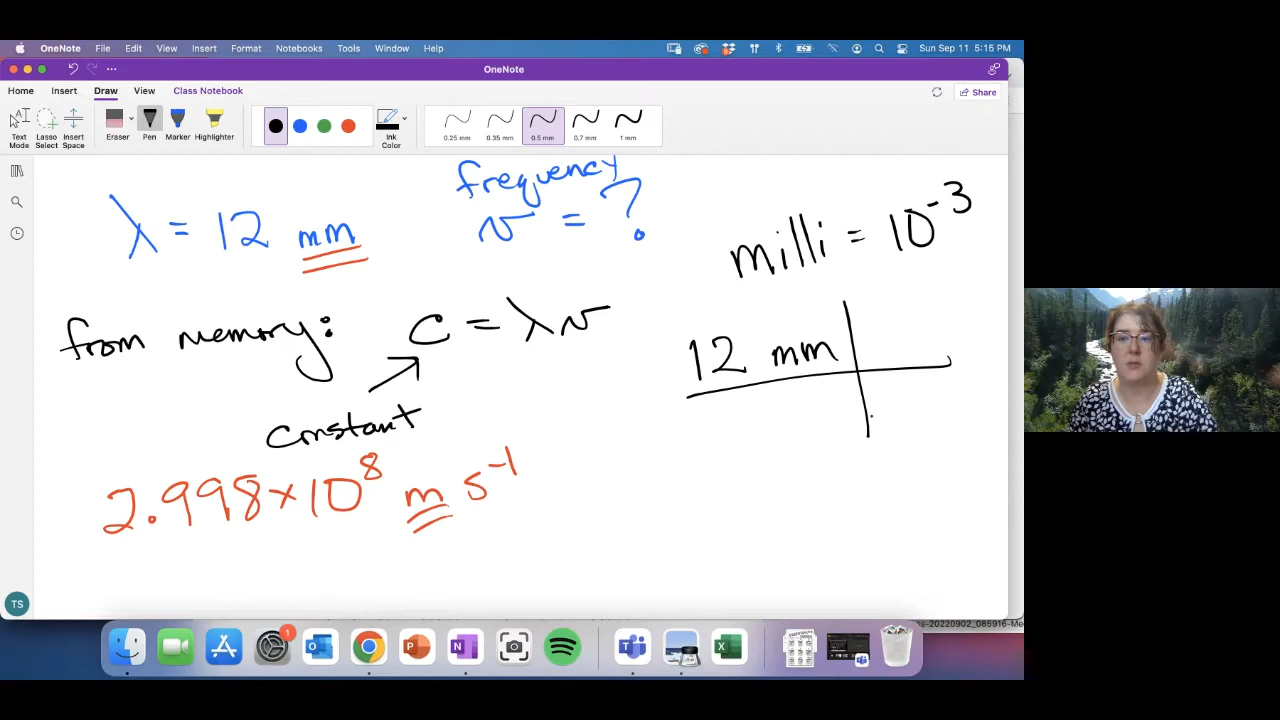 OneNote File Edit View Insert Format Notebooks Tools Window Help Sun Sep 11 5:15 PM
OneNote
Home Insert Draw View Class Notebook Share
Text Mode Lasso Select Insert Space Eraser Pen Marker Highlighter Ink Color 0.25 mm 0.35 mm 0.5 mm 0.7 mm 1 mm
frequency
λ = 12 mm ν = ?
milli = 10⁻³
from memory: c = λν
12 mm
constant
2.998×10⁸ m s⁻¹
TS
1